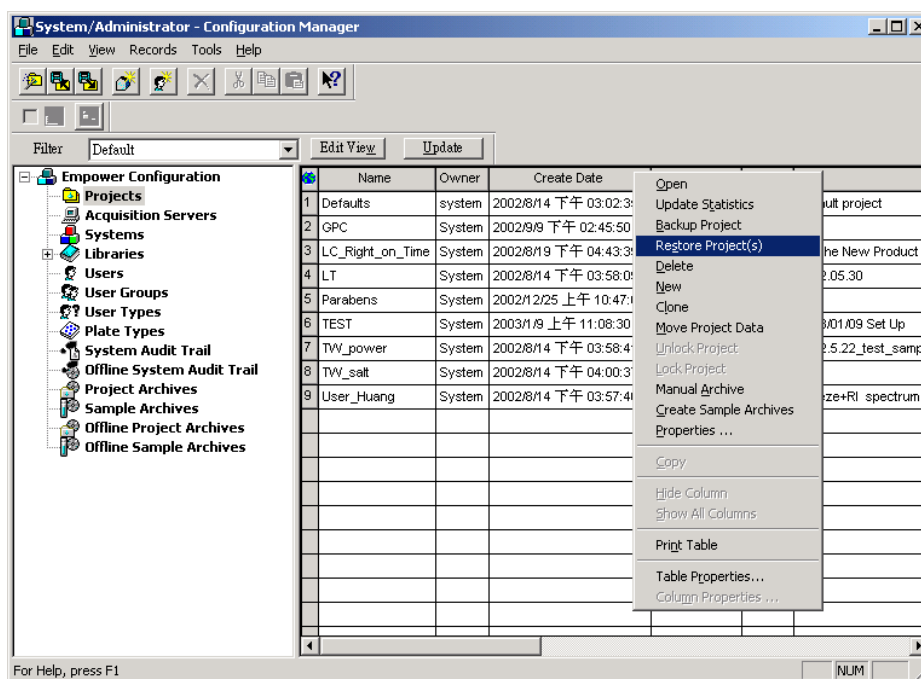 System/Administrator - Configuration Manager
File Edit View Records Tools Help
Filter Default Edit View Update
Empower Configuration
Projects
Acquisition Servers
Systems
Libraries
Users
User Groups
User Types
Plate Types
System Audit Trail
Offline System Audit Trail
Project Archives
Sample Archives
Offline Project Archives
Offline Sample Archives
Name Owner Create Date
1 Defaults system 2002/8/14 下午 03:02:3 ult project
2 GPC System 2002/9/9 下午 02:45:50
3 LC_Right_on_Time System 2002/8/19 下午 04:43:3 he New Product
4 LT System 2002/8/14 下午 03:58:0 2.05.30
5 Parabens System 2002/12/25 上午 10:47:
6 TEST System 2003/1/9 上午 11:08:30 3/01/09 Set Up
7 TW_power System 2002/8/14 下午 03:58:4 2.5.22_test_samp
8 TW_salt System 2002/8/14 下午 04:00:3
9 User_Huang System 2002/8/14 下午 03:57:4 eze+RI spectrum
Open
Update Statistics
Backup Project
Restore Project(s)
Delete
New
Clone
Move Project Data
Unlock Project
Lock Project
Manual Archive
Create Sample Archives
Properties ...
Copy
Hide Column
Show All Columns
Print Table
Table Properties...
Column Properties ...
For Help, press F1 NUM